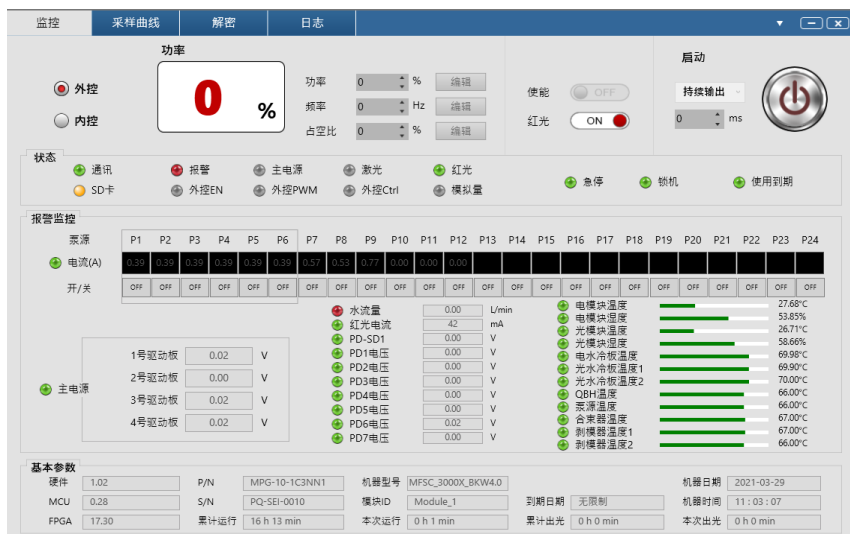 监控 采样曲线 解密 日志
功率 启动
外控 0 % 功率 0 % 编辑
频率 0 Hz 编辑 使能 OFF 持续输出
内控 占空比 0 % 编辑 红光 ON 0 ms
状态
通讯 报警 主电源 激光 红光 急停 锁机 使用到期
SD卡 外控EN 外控PWM 外控Ctrl 模拟量
报警监控
泵源 P1 P2 P3 P4 P5 P6 P7 P8 P9 P10 P11 P12 P13 P14 P15 P16 P17 P18 P19 P20 P21 P22 P23 P24
电流(A) 0.39 0.39 0.39 0.39 0.39 0.39 0.57 0.53 0.77 0.00 0.00 0.00
开/关 OFF OFF OFF OFF OFF OFF OFF OFF OFF OFF OFF OFF OFF OFF OFF OFF OFF OFF OFF OFF OFF OFF OFF OFF
主电源
1号驱动板 0.02 V
2号驱动板 0.00 V
3号驱动板 0.02 V
4号驱动板 0.02 V
水流量 0.00 L/min
红光电流 42 mA
PD-SD1 0.00 V
PD1电压 0.00 V
PD2电压 0.00 V
PD3电压 0.00 V
PD4电压 0.00 V
PD5电压 0.00 V
PD6电压 0.02 V
PD7电压 0.00 V
电模块温度 27.68°C
电模块湿度 53.85%
光模块温度 26.71°C
光模块湿度 58.66%
电水冷板温度 69.98°C
光水冷板温度1 69.90°C
光水冷板温度2 70.00°C
QBH温度 66.00°C
泵源温度 66.00°C
合束器温度 67.00°C
剥模器温度1 67.00°C
剥模器温度2 66.00°C
基本参数
硬件 1.02 P/N MPG-10-1C3NN1 机器型号 MFSC_3000X_BKW4.0 机器日期 2021-03-29
MCU 0.28 S/N PQ-SEI-0010 模块ID Module_1 到期日期 无限制 机器时间 11:03:07
FPGA 17.30 累计运行 16 h 13 min 本次运行 0 h 1 min 累计出光 0 h 0 min 本次出光 0 h 0 min